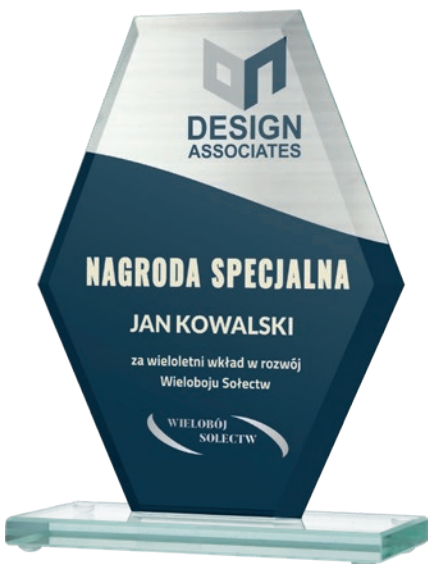 DESIGN
ASSOCIATES
NAGRODA SPECJALNA
JAN KOWALSKI
za wieloletni wkład w rozwój
Wieloboju Sołectw
WIELOBÓJ
SOŁECTW